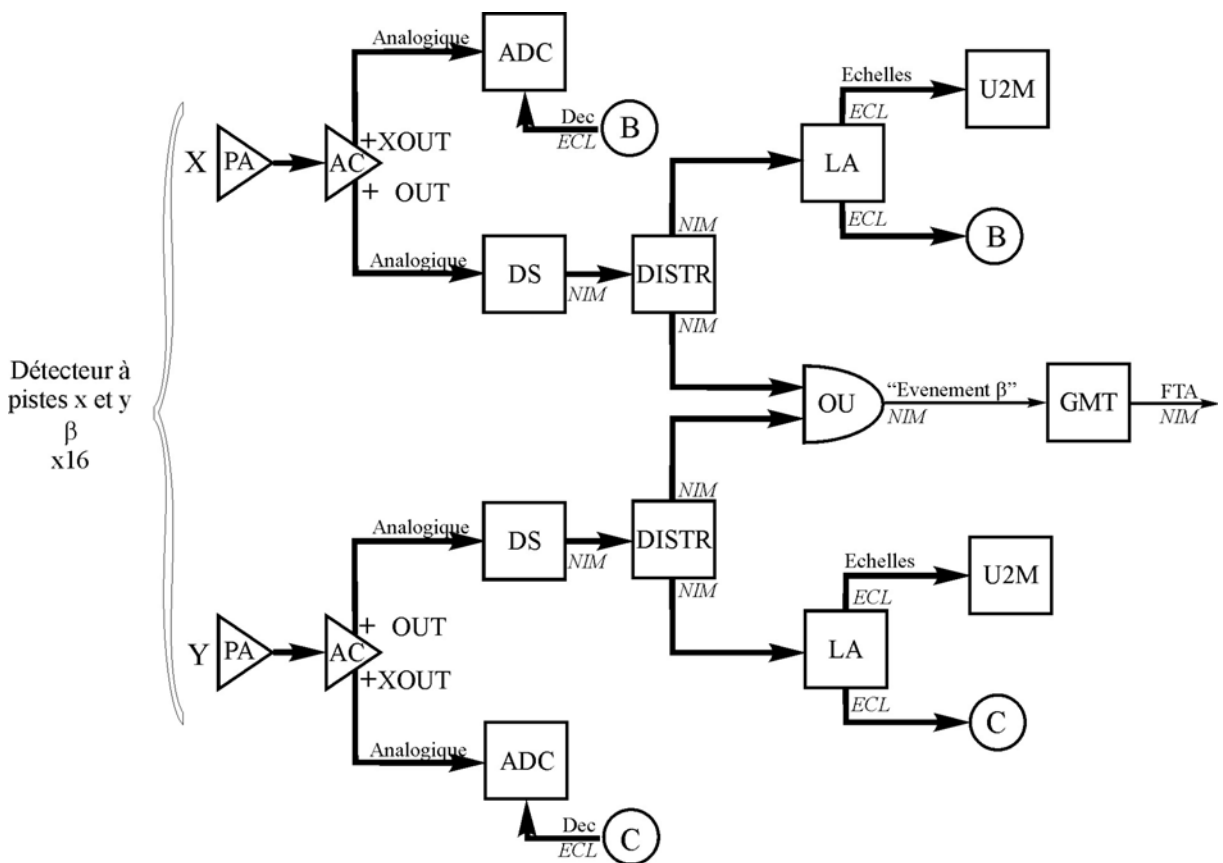 Analogique
ADC
Dec
ECL
B
X
PA
AC
+XOUT
+ OUT
Analogique
DS
NIM
DISTR
NIM
NIM
Echelles
ECL
U2M
LA
ECL
B
Détecteur à
pistes x et y
β
x16
OU
“Evenement β”
NIM
GMT
FTA
NIM
Analogique
DS
NIM
DISTR
NIM
NIM
Echelles
ECL
U2M
LA
ECL
C
Y
PA
AC
+ OUT
+XOUT
Analogique
ADC
Dec
ECL
C